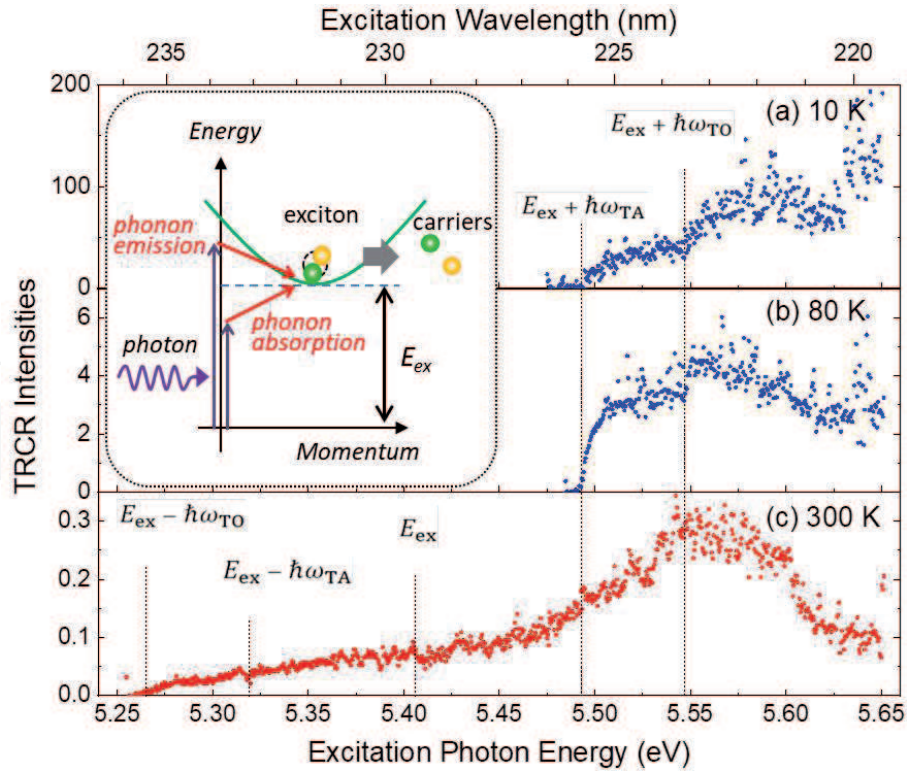 Excitation Wavelength (nm)
235 230 225 220
200
100
0
(a) 10 K
E_ex + ħω_TO
E_ex + ħω_TA
Energy
phonon
emission
exciton
carriers
phonon
absorption
photon
E_ex
Momentum
6
4
2
0
(b) 80 K
TRCR Intensities
0.3
0.2
0.1
0.0
(c) 300 K
E_ex − ħω_TO
E_ex − ħω_TA
E_ex
5.25 5.30 5.35 5.40 5.45 5.50 5.55 5.60 5.65
Excitation Photon Energy (eV)